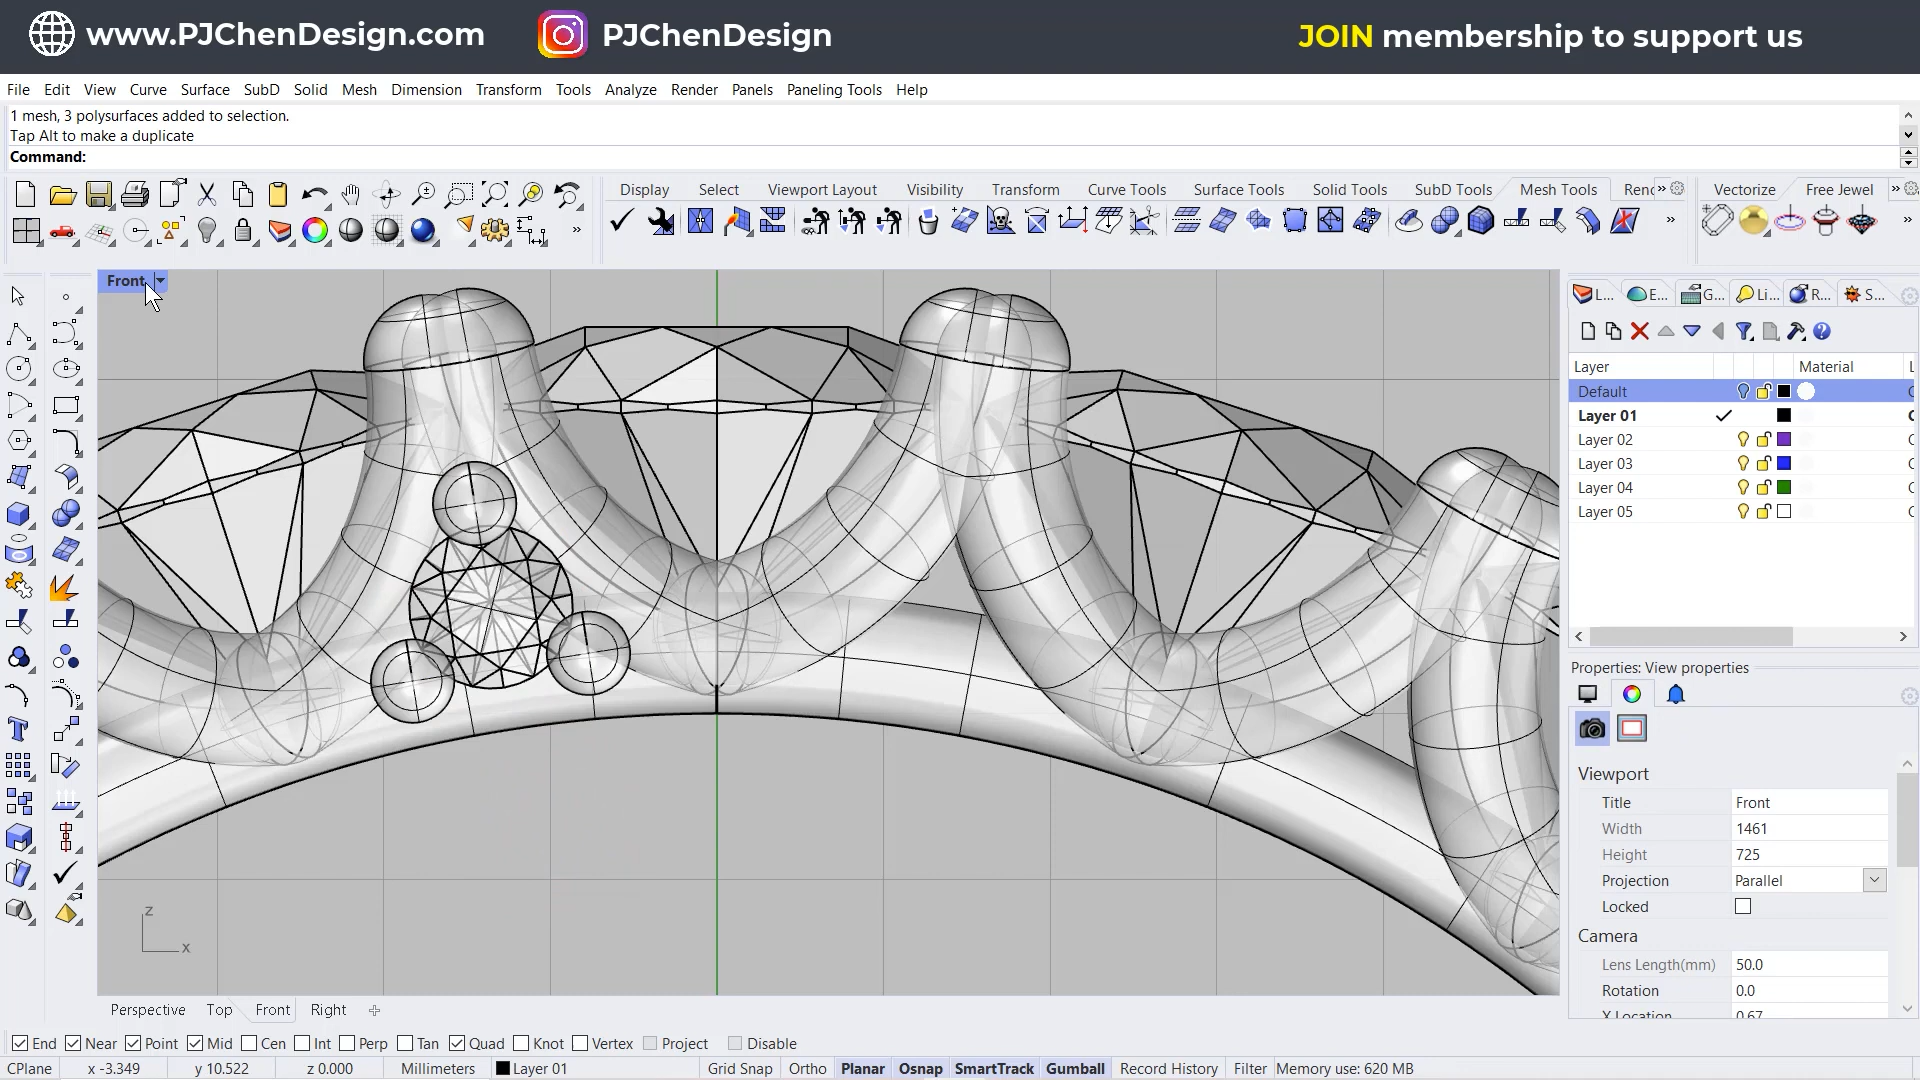 www.PJChenDesign.com PJChenDesign JOIN membership to support us
File Edit View Curve Surface SubD Solid Mesh Dimension Transform Tools Analyze Render Panels Paneling Tools Help
1 mesh, 3 polysurfaces added to selection.
Tap Alt to make a duplicate
Command:
Display Select Viewport Layout Visibility Transform Curve Tools Surface Tools Solid Tools SubD Tools Mesh Tools Rend Vectorize Free Jewel
Front
L... E... G... Li... R... S...
Layer Material
Default
Layer 01
Layer 02
Layer 03
Layer 04
Layer 05
Properties: View properties
Viewport
Title Front
Width 1461
Height 725
Projection Parallel
Locked
Camera
Lens Length(mm) 50.0
Rotation 0.0
X Location 0.67
z
x
Perspective Top Front Right
End Near Point Mid Cen Int Perp Tan Quad Knot Vertex Project Disable
CPlane x -3.349 y 10.522 z 0.000 Millimeters Layer 01 Grid Snap Ortho Planar Osnap SmartTrack Gumball Record History Filter Memory use: 620 MB